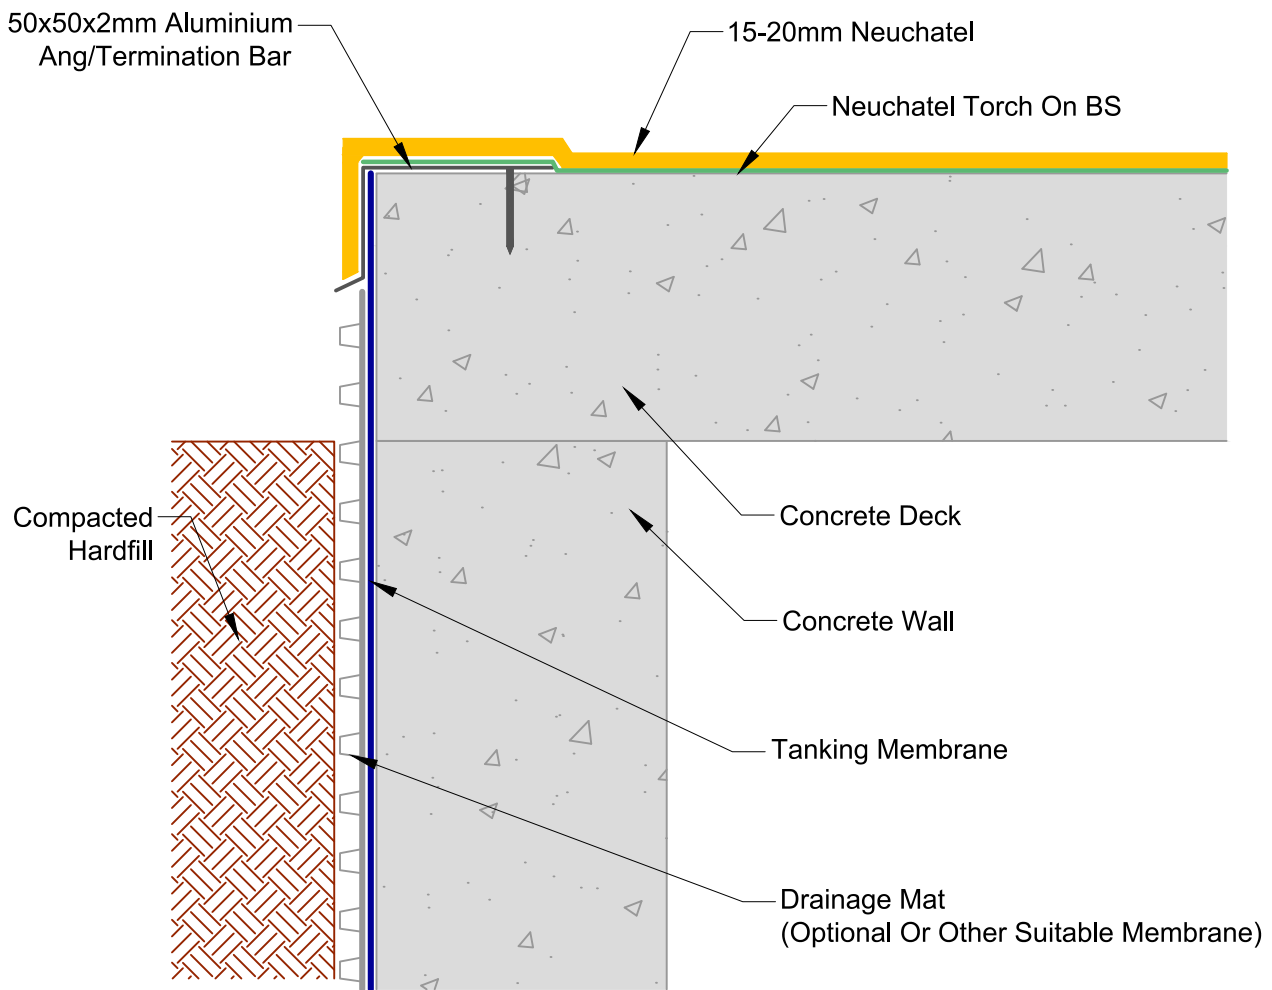 50x50x2mm Aluminium
Ang/Termination Bar
15-20mm Neuchatel
Neuchatel Torch On BS
Compacted
Hardfill
Concrete Deck
Concrete Wall
Tanking Membrane
Drainage Mat
(Optional Or Other Suitable Membrane)